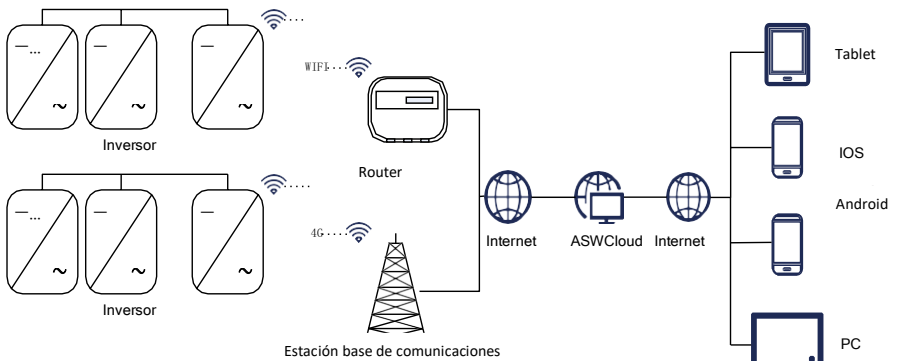 Tablet
WIFI
Inversor
Router
IOS
Android
4G
Internet
ASWCloud
Internet
Inversor
Estación base de comunicaciones
PC